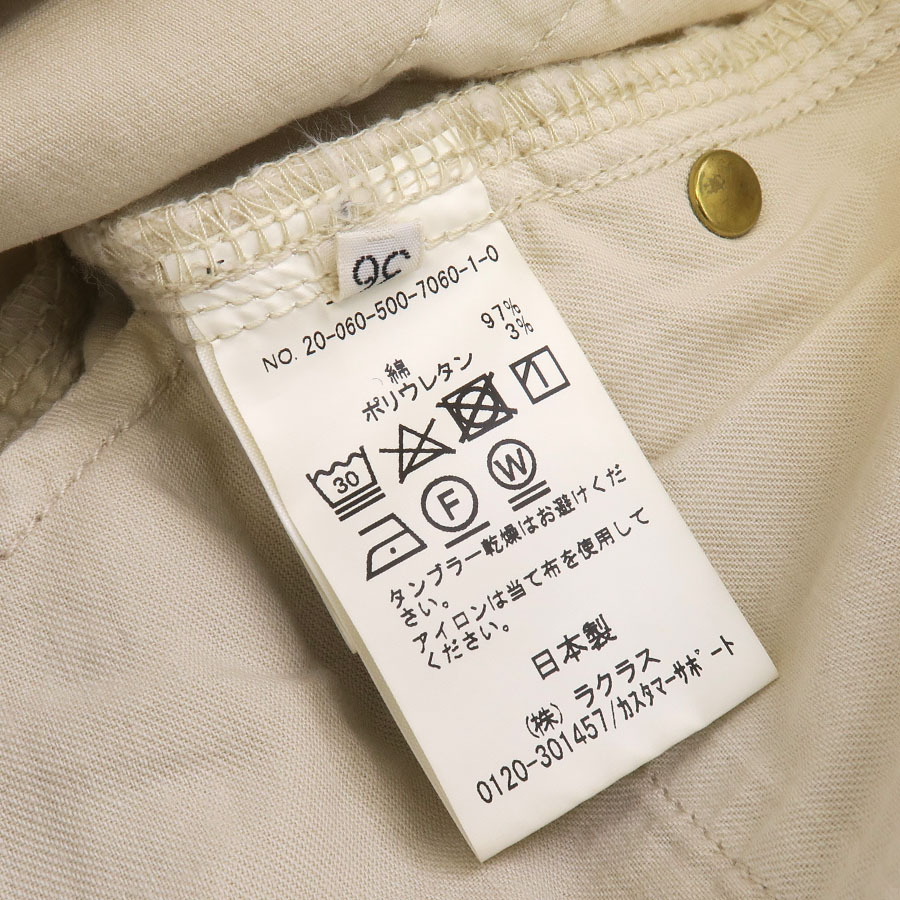 NO. 20-060-500-7060-1-0
綿 97%
ポリウレタン 3%
30
F W
タンブラー乾燥はお避けくだ
さい。
アイロンは当て布を使用して
ください。
日本製
(株) ラクラス
0120-301457/カスタマーサポート